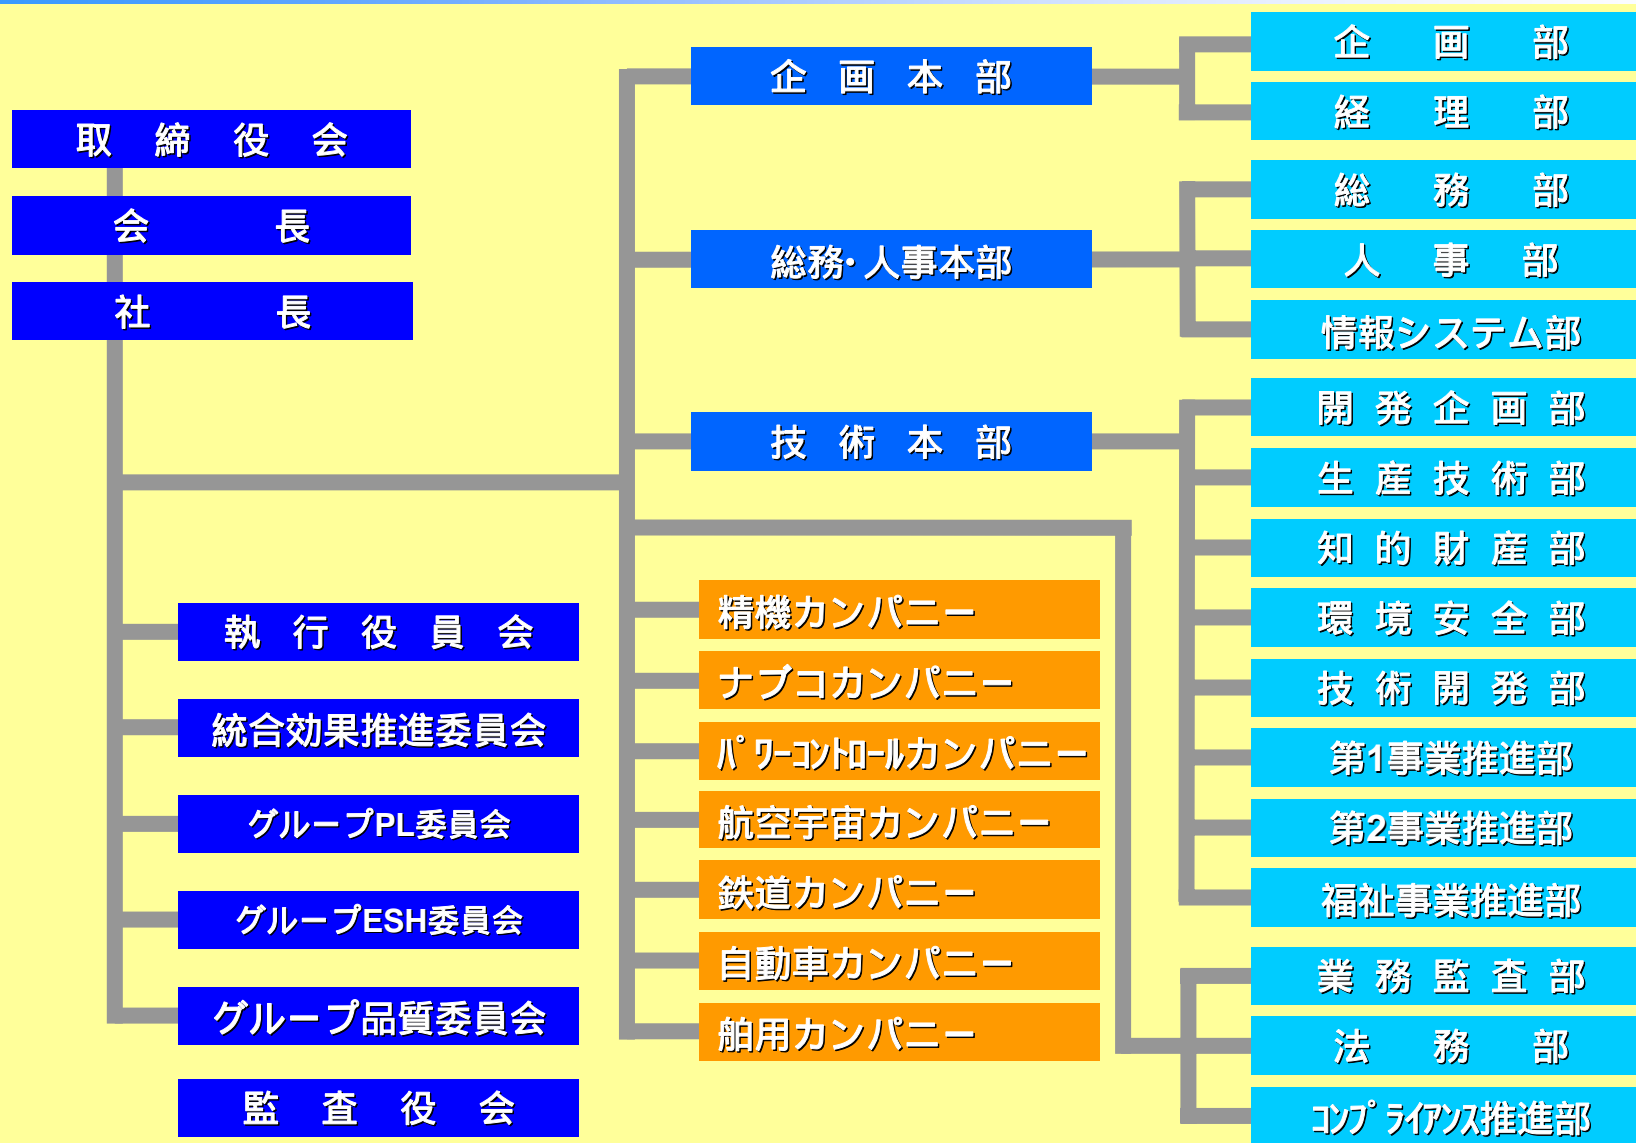 取締役会
会長
社長
執行役員会
統合効果推進委員会
グループPL委員会
グループESH委員会
グループ品質委員会
監査役会
企画本部
総務・人事本部
技術本部
精機カンパニー
ナブコカンパニー
ﾊﾟﾜｰｺﾝﾄﾛｰﾙカンパニー
航空宇宙カンパニー
鉄道カンパニー
自動車カンパニー
舶用カンパニー
企画部
経理部
総務部
人事部
情報システム部
開発企画部
生産技術部
知的財産部
環境安全部
技術開発部
第1事業推進部
第2事業推進部
福祉事業推進部
業務監査部
法務部
ｺﾝﾌﾟﾗｲｱﾝｽ推進部